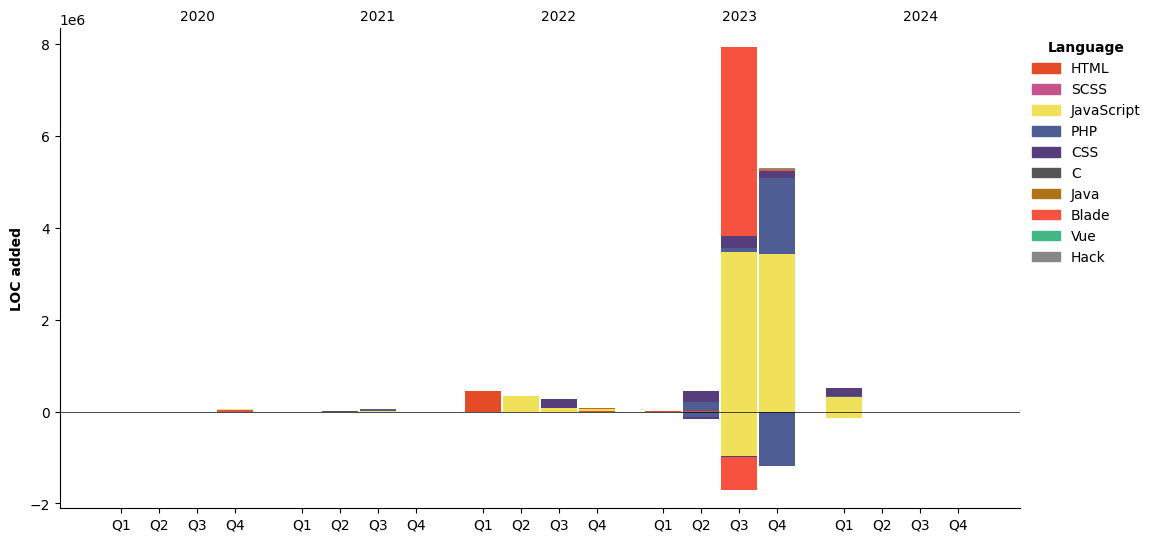 1e6
2020 2021 2022 2023 2024
Language
HTML
SCSS
JavaScript
PHP
CSS
C
Java
Blade
Vue
Hack
LOC added
8
6
4
2
0
−2
Q1 Q2 Q3 Q4 Q1 Q2 Q3 Q4 Q1 Q2 Q3 Q4 Q1 Q2 Q3 Q4 Q1 Q2 Q3 Q4